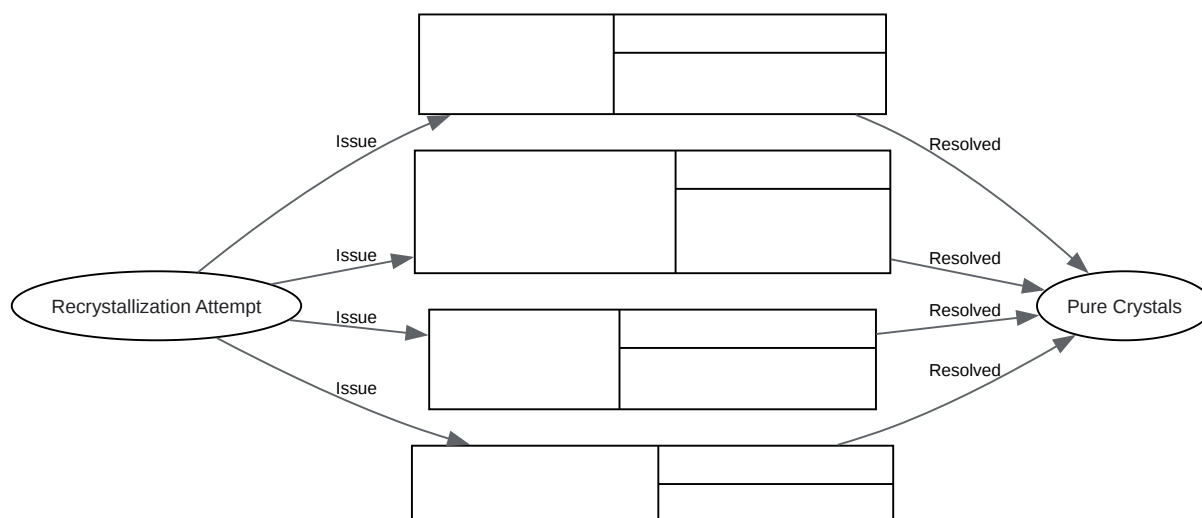 Issue
Resolved
Issue
Resolved
Recrystallization Attempt
Pure Crystals
Issue
Resolved
Issue
Resolved